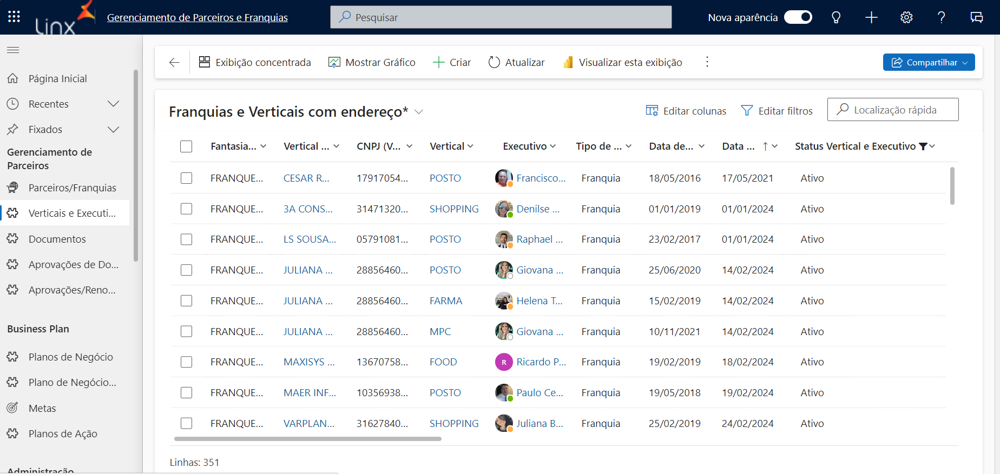 Linx
Gerenciamento de Parceiros e Franquias
Pesquisar
Nova aparência
Página Inicial
Recentes
Fixados
Gerenciamento de
Parceiros
Parceiros/Franquias
Verticais e Executi...
Documentos
Aprovações de Do...
Aprovações/Reno...
Business Plan
Planos de Negócio
Plano de Negócio...
Metas
Planos de Ação
Administração
Exibição concentrada
Mostrar Gráfico
Criar
Atualizar
Visualizar esta exibição
Compartilhar
Franquias e Verticais com endereço*
Editar colunas
Editar filtros
Localização rápida
Fantasia... Vertical ... CNPJ (V... Vertical Executivo Tipo de ... Data de... Data ... ↑ Status Vertical e Executivo
FRANQUE... CESAR R... 17917054... POSTO Francisco... Franquia 18/05/2016 17/05/2021 Ativo
FRANQUE... 3A CONS... 31471320... SHOPPING Denilse ... Franquia 01/01/2019 01/01/2024 Ativo
FRANQUE... LS SOUSA... 05791081... POSTO Raphael ... Franquia 23/02/2017 01/01/2024 Ativo
FRANQUE... JULIANA ... 28856460... POSTO Giovana ... Franquia 25/06/2020 14/02/2024 Ativo
FRANQUE... JULIANA ... 28856460... FARMA Helena T... Franquia 15/02/2019 14/02/2024 Ativo
FRANQUE... JULIANA ... 28856460... MPC Giovana ... Franquia 10/11/2021 14/02/2024 Ativo
FRANQUE... MAXISYS ... 13670758... FOOD R Ricardo P... Franquia 19/02/2019 18/02/2024 Ativo
FRANQUE... MAER INF... 10356938... POSTO Paulo Ce... Franquia 19/05/2018 19/02/2024 Ativo
FRANQUE... VARPLAN... 31627840... SHOPPING Juliana B... Franquia 25/02/2019 24/02/2024 Ativo
Linhas: 351